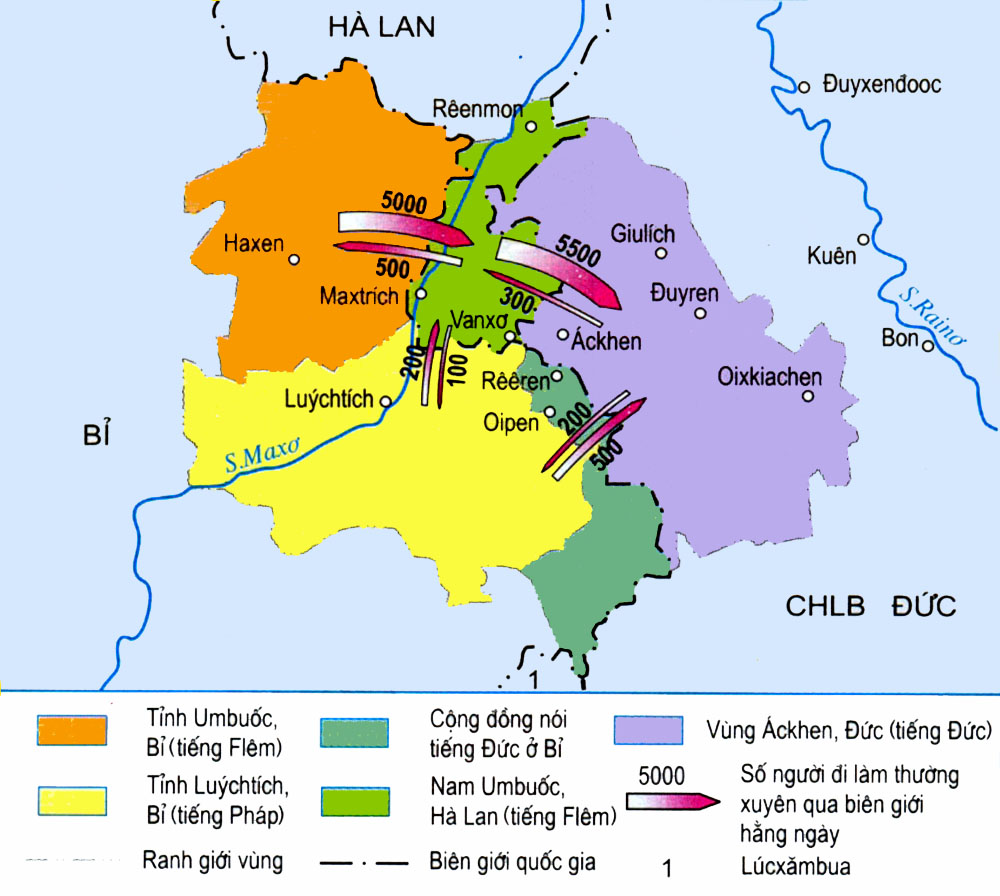 HÀ LAN
Đuyxenđooc
Rêenmon
5000
Haxen
500
Maxtrích
5500
Giulích
Kuên
300
Đuyren
S.Rainơ
Vanxơ
Áckhen
Bon
200
100
Rêêren
Oixkiachen
Luýchtích
Oipen
200
500
BỈ
S.Maxơ
CHLB ĐỨC
1
Tỉnh Umbuốc,
Bỉ (tiếng Flêm)
Cộng đồng nói
tiếng Đức ở Bỉ
Vùng Áckhen, Đức (tiếng Đức)
Tỉnh Luýchtích,
Bỉ (tiếng Pháp)
Nam Umbuốc,
Hà Lan (tiếng Flêm)
5000
Số người đi làm thường
xuyên qua biên giới
hằng ngày
Ranh giới vùng
Biên giới quốc gia
1
Lúcxămbua